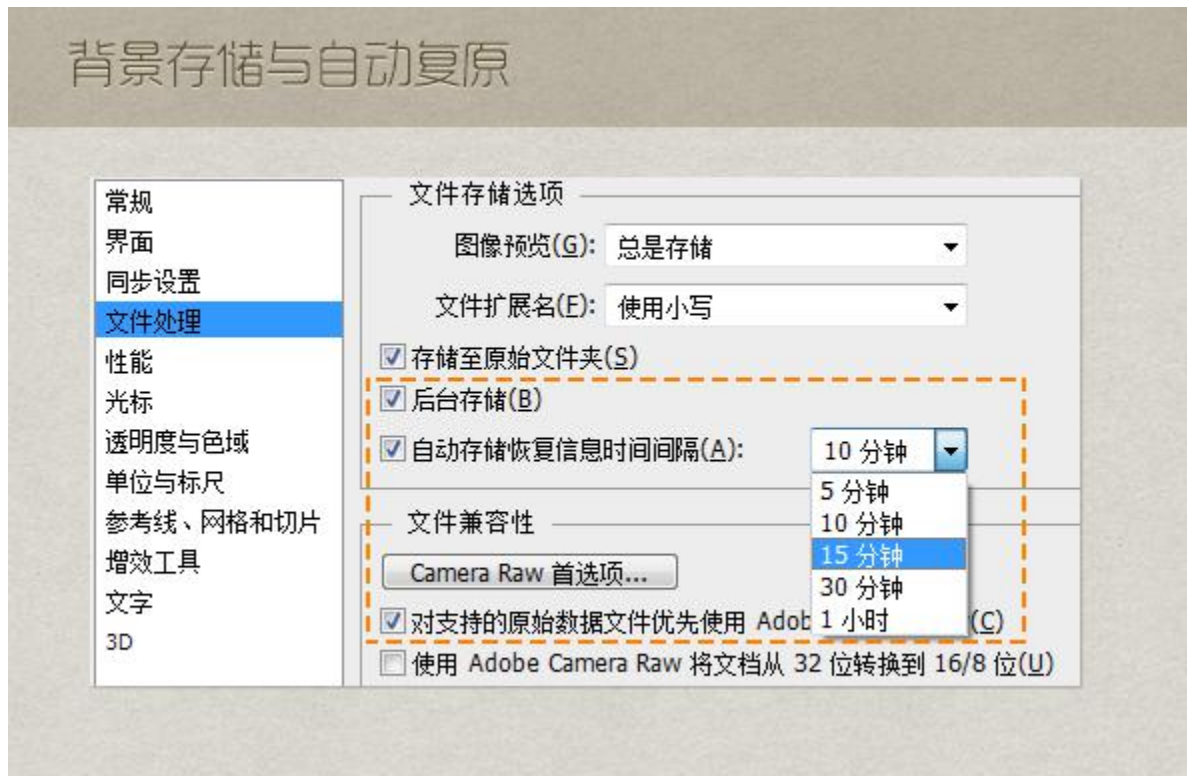 背景存储与自动复原
常规
界面
同步设置
文件处理
性能
光标
透明度与色域
单位与标尺
参考线、网格和切片
增效工具
文字
3D
文件存储选项
图像预览(G): 总是存储
文件扩展名(F): 使用小写
存储至原始文件夹(S)
后台存储(B)
自动存储恢复信息时间间隔(A): 10 分钟
5 分钟
10 分钟
15 分钟
30 分钟
1 小时
文件兼容性
Camera Raw 首选项...
对支持的原始数据文件优先使用 Adob (C)
使用 Adobe Camera Raw 将文档从 32 位转换到 16/8 位(U)